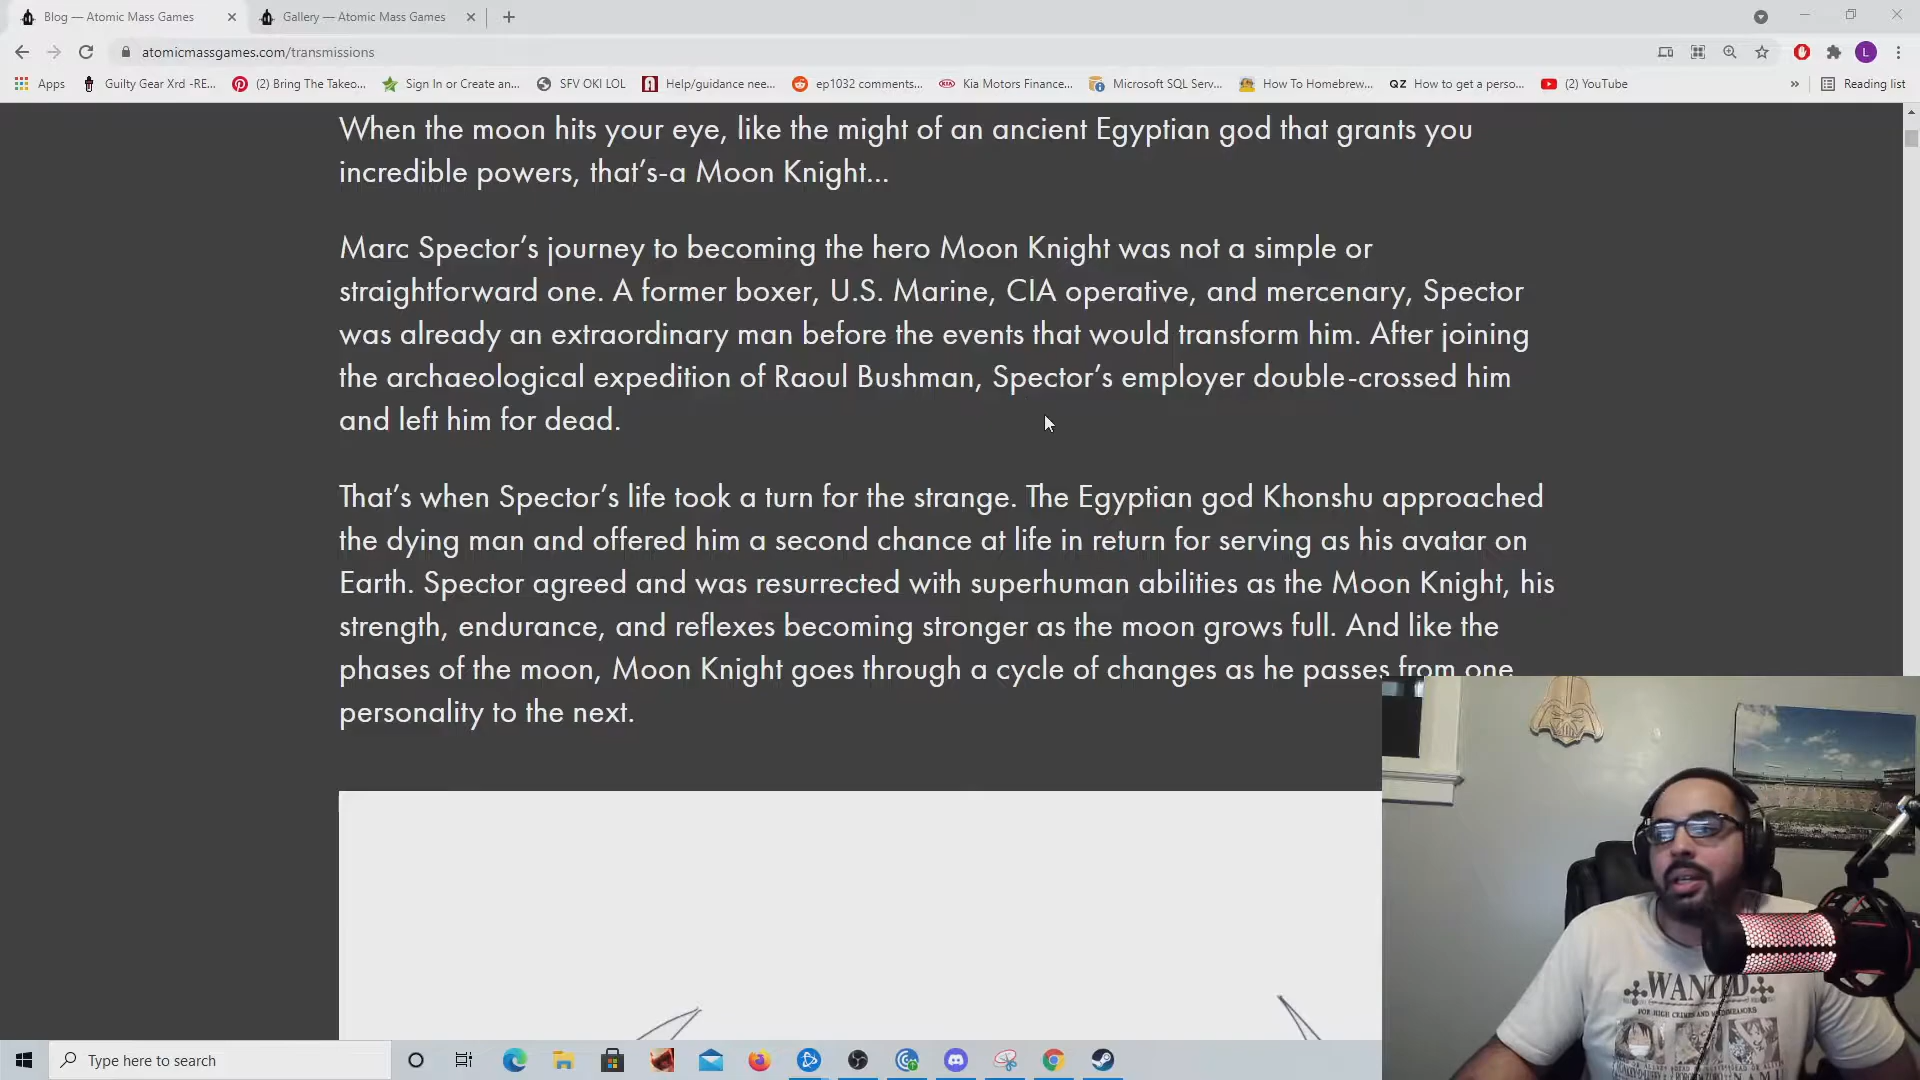 Blog — Atomic Mass Games
Gallery — Atomic Mass Games
atomicmassgames.com/transmissions
L
Apps
Guilty Gear Xrd -RE...
(2) Bring The Takeo...
Sign In or Create an...
SFV OKI LOL
Help/guidance nee...
ep1032 comments...
Kia Motors Finance...
Microsoft SQL Serv...
How To Homebrew...
QZ How to get a perso...
(2) YouTube
»
Reading list
When the moon hits your eye, like the might of an ancient Egyptian god that grants you
incredible powers, that’s-a Moon Knight...
Marc Spector’s journey to becoming the hero Moon Knight was not a simple or
straightforward one. A former boxer, U.S. Marine, CIA operative, and mercenary, Spector
was already an extraordinary man before the events that would transform him. After joining
the archaeological expedition of Raoul Bushman, Spector’s employer double-crossed him
and left him for dead.
That’s when Spector’s life took a turn for the strange. The Egyptian god Khonshu approached
the dying man and offered him a second chance at life in return for serving as his avatar on
Earth. Spector agreed and was resurrected with superhuman abilities as the Moon Knight, his
strength, endurance, and reflexes becoming stronger as the moon grows full. And like the
phases of the moon, Moon Knight goes through a cycle of changes as he passes from one
personality to the next.
WANTED
FOR HIGH CRIMES AND MISDEMEANORS
Type here to search